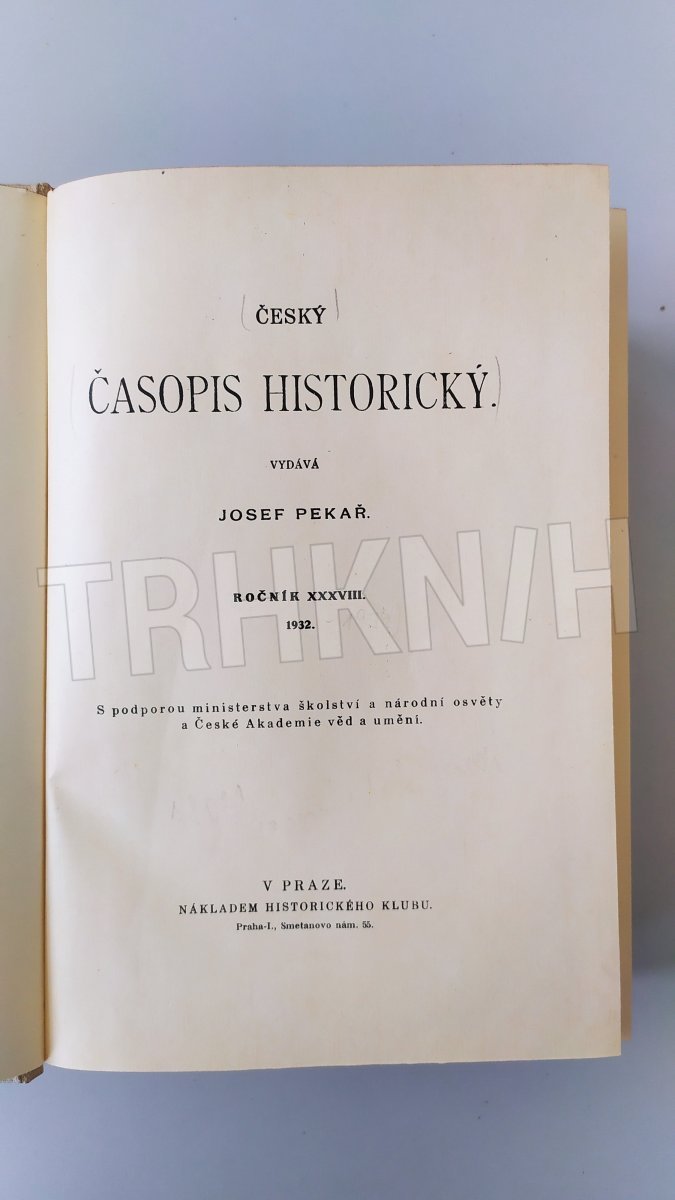 ČESKÝ
ČASOPIS HISTORICKÝ.
VYDÁVÁ
JOSEF PEKAŘ.
TRHKNIH
ROČNÍK XXXVIII.
1932.
S podporou ministerstva školství a národní osvěty
a České Akademie věd a umění.
V PRAZE.
NÁKLADEM HISTORICKÉHO KLUBU.
Praha-I., Smetanovo nám. 55.